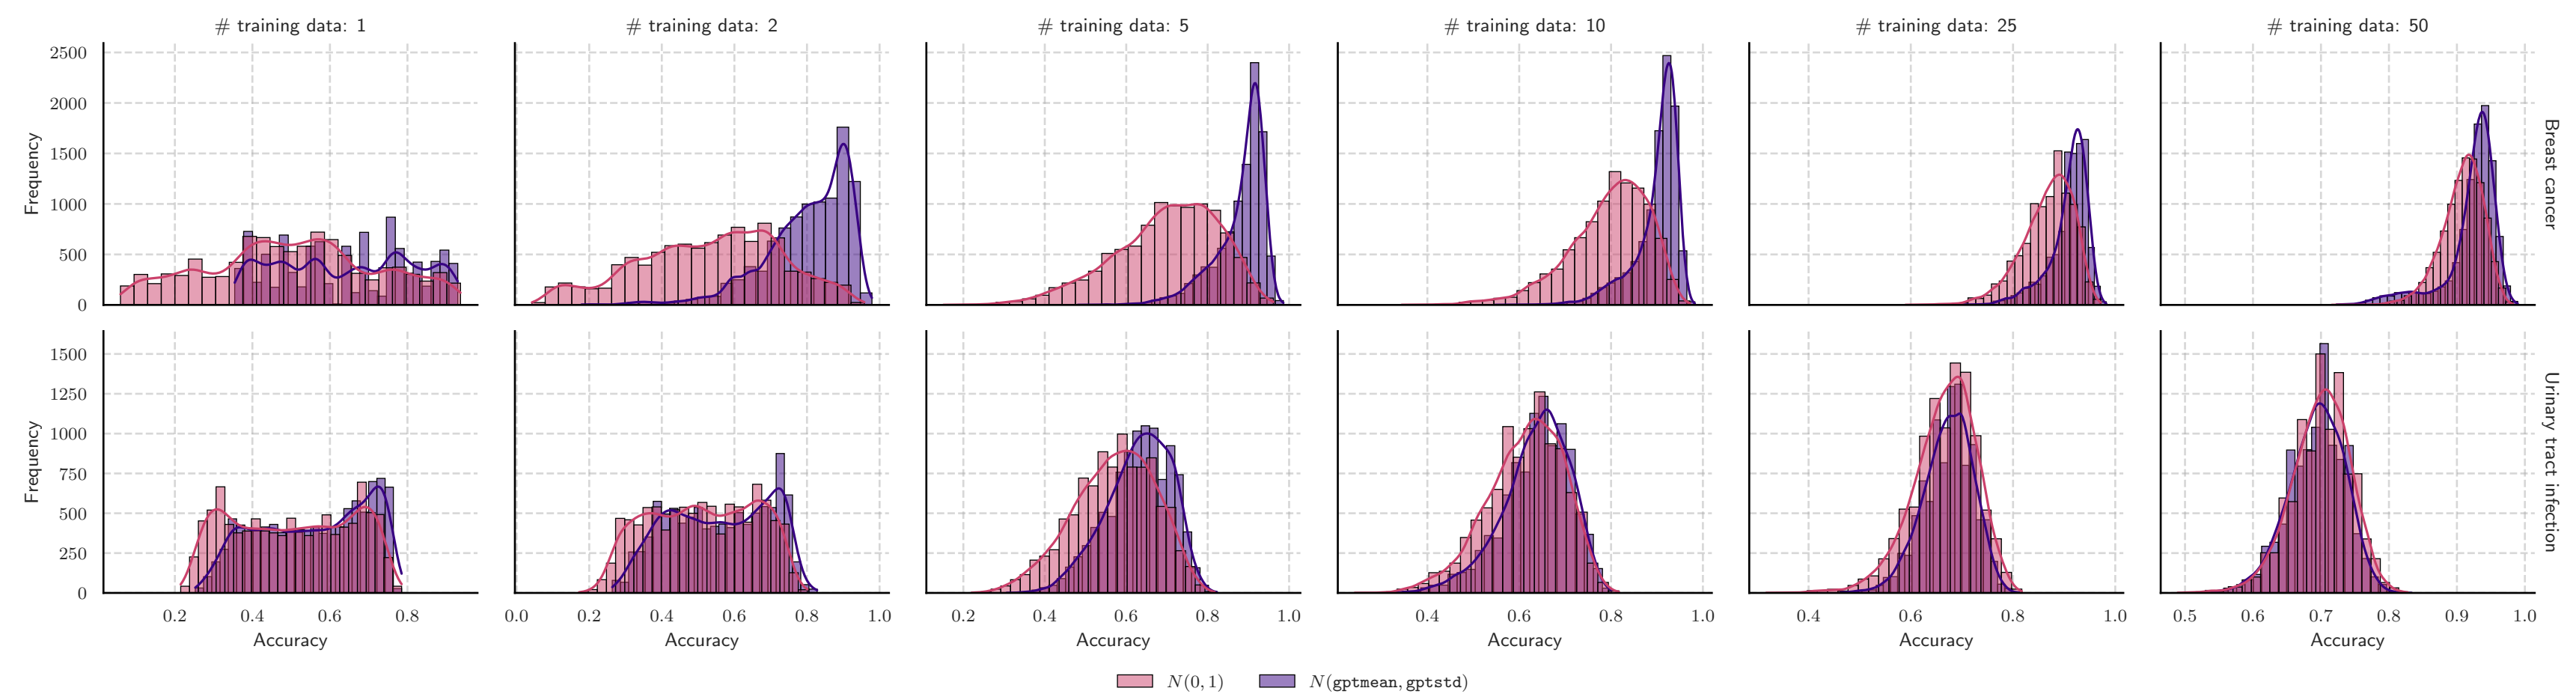 # training data: 1
# training data: 2
# training data: 5
# training data: 10
# training data: 25
# training data: 50
2500
2000
1500
1000
500
0
Frequency
Breast cancer
1500
1250
1000
750
500
250
0
Frequency
Urinary tract infection
0.2 0.4 0.6 0.8
0.0 0.2 0.4 0.6 0.8 1.0
0.2 0.4 0.6 0.8 1.0
0.4 0.6 0.8 1.0
0.4 0.6 0.8 1.0
0.5 0.6 0.7 0.8 0.9 1.0
Accuracy
Accuracy
Accuracy
Accuracy
Accuracy
Accuracy
N(0, 1)
N(gptmean, gptstd)